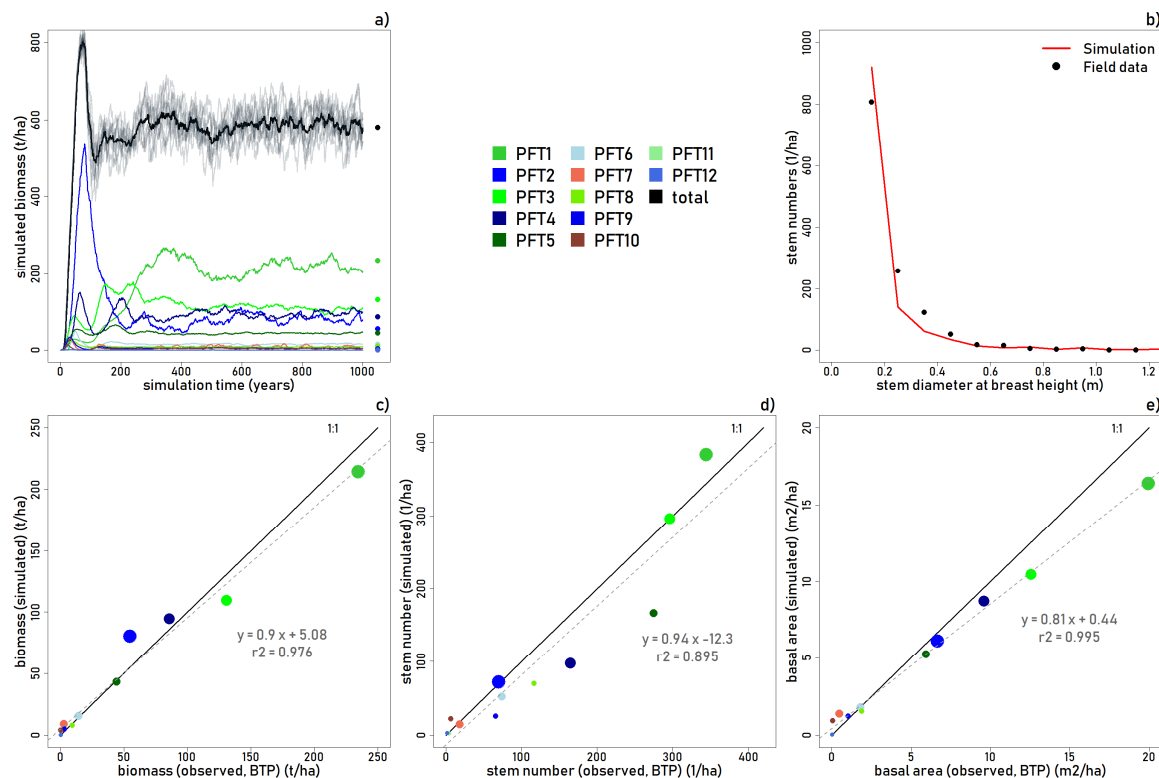 a)
simulated biomass (t/ha)
0
200
400
600
800
0
200
400
600
800
1000
simulation time (years)
PFT1
PFT2
PFT3
PFT4
PFT5
PFT6
PFT7
PFT8
PFT9
PFT10
PFT11
PFT12
total
b)
stem numbers (1/ha)
0
200
400
600
800
1000
Simulation
Field data
0.0
0.2
0.4
0.6
0.8
1.0
1.2
stem diameter at breast height (m)
c)
1:1
biomass (simulated) (t/ha)
0
50
100
150
200
250
y = 0.9 x + 5.08
r2 = 0.976
0
50
100
150
200
250
biomass (observed, BTP) (t/ha)
d)
1:1
stem number (simulated) (1/ha)
0
100
200
300
400
y = 0.94 x -12.3
r2 = 0.895
0
100
200
300
400
stem number (observed, BTP) (1/ha)
e)
1:1
basal area (simulated) (m2/ha)
0
5
10
15
20
y = 0.81 x + 0.44
r2 = 0.995
0
5
10
15
20
basal area (observed, BTP) (m2/ha)